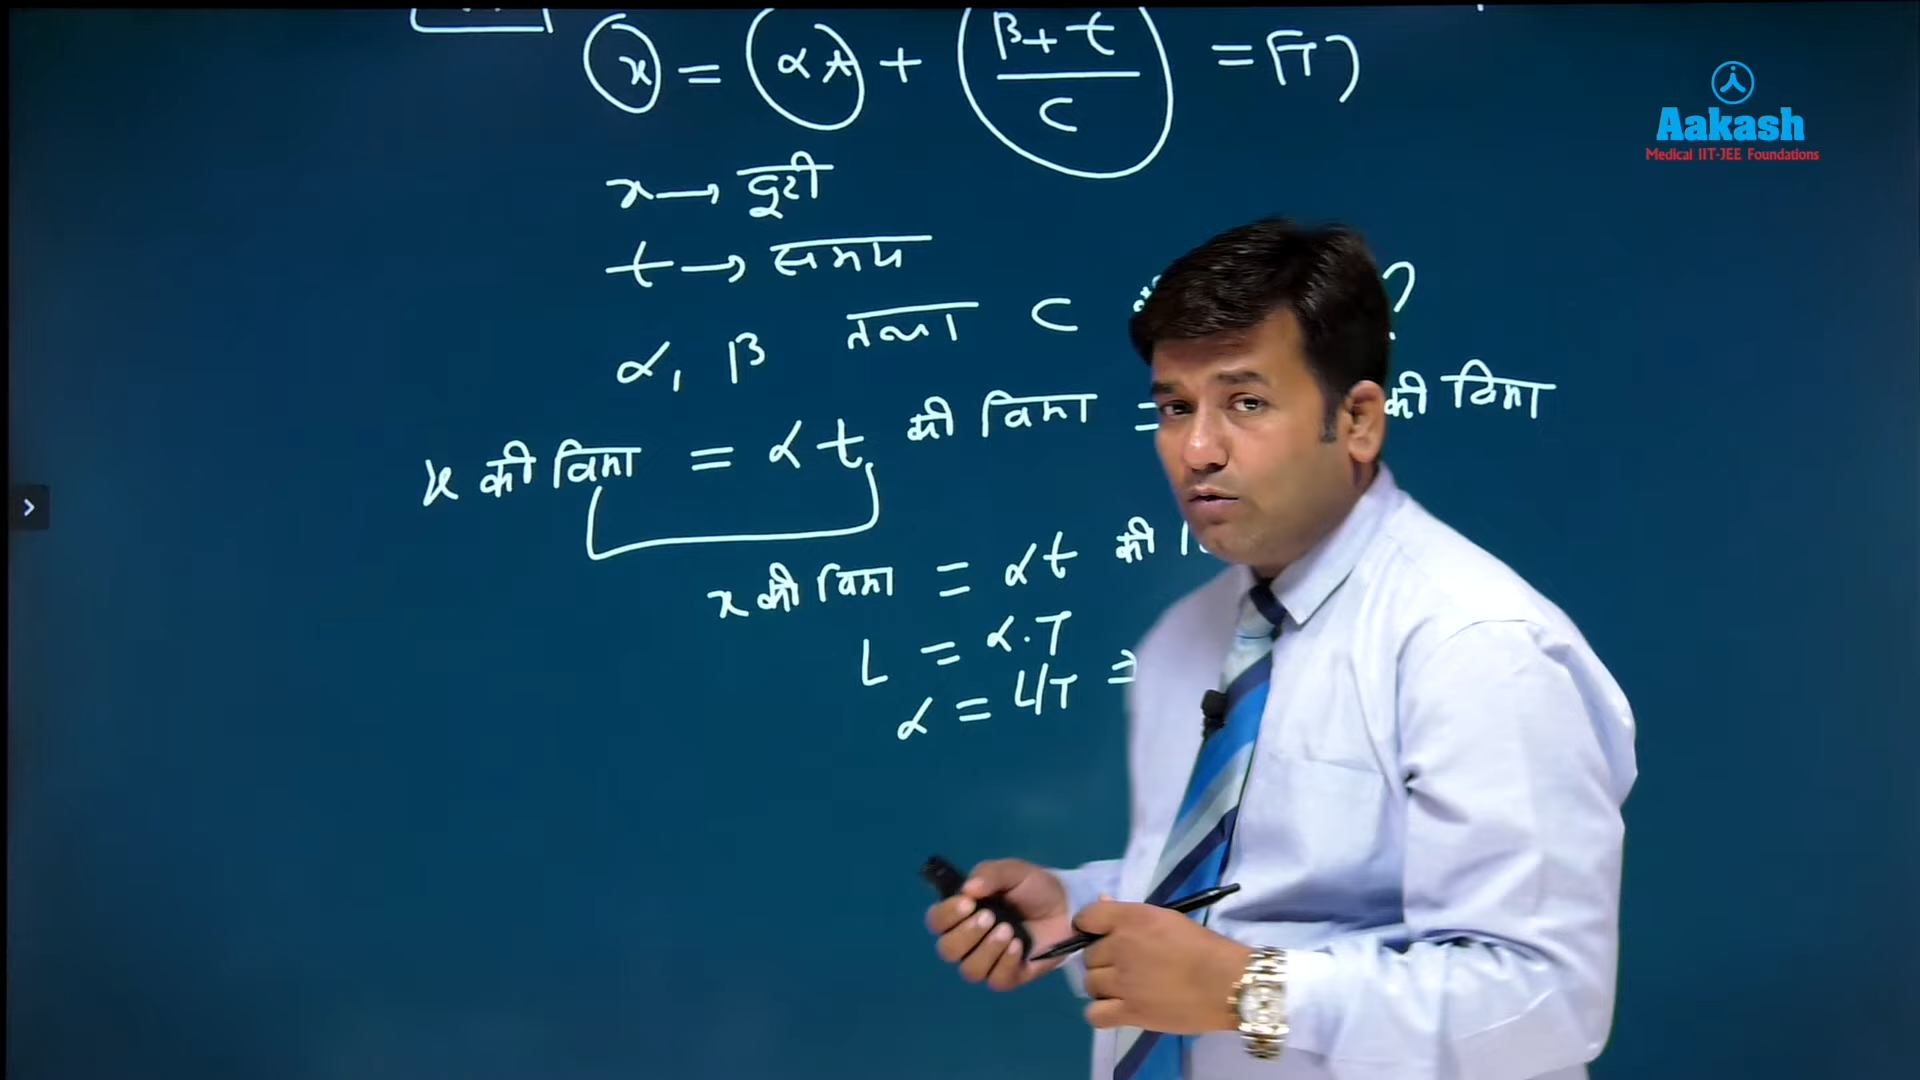 x = αt + β+t/C = [T]
Aakash
Medical IIT-JEE Foundations
x → दूरी
t → समय
α, β तथा C ?
x की विमा = αt की विमा = की विमा
x की विमा = αt की
L = α.T
α = L/T ⇒